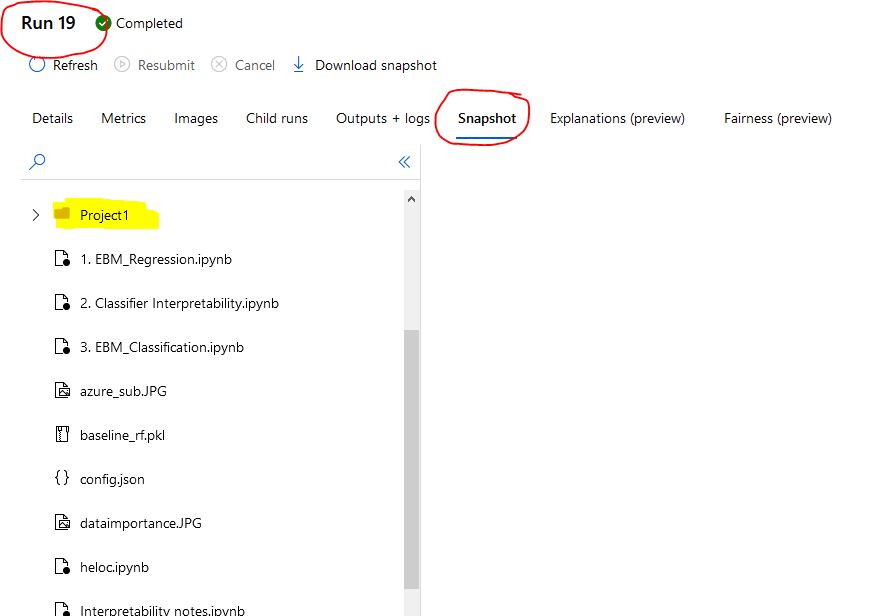 Run 19 Completed
Refresh Resubmit Cancel Download snapshot
Details Metrics Images Child runs Outputs + logs Snapshot Explanations (preview) Fairness (preview)
Project1
1. EBM_Regression.ipynb
2. Classifier Interpretability.ipynb
3. EBM_Classification.ipynb
azure_sub.JPG
baseline_rf.pkl
config.json
dataimportance.JPG
heloc.ipynb
Interpretability notes.ipynb